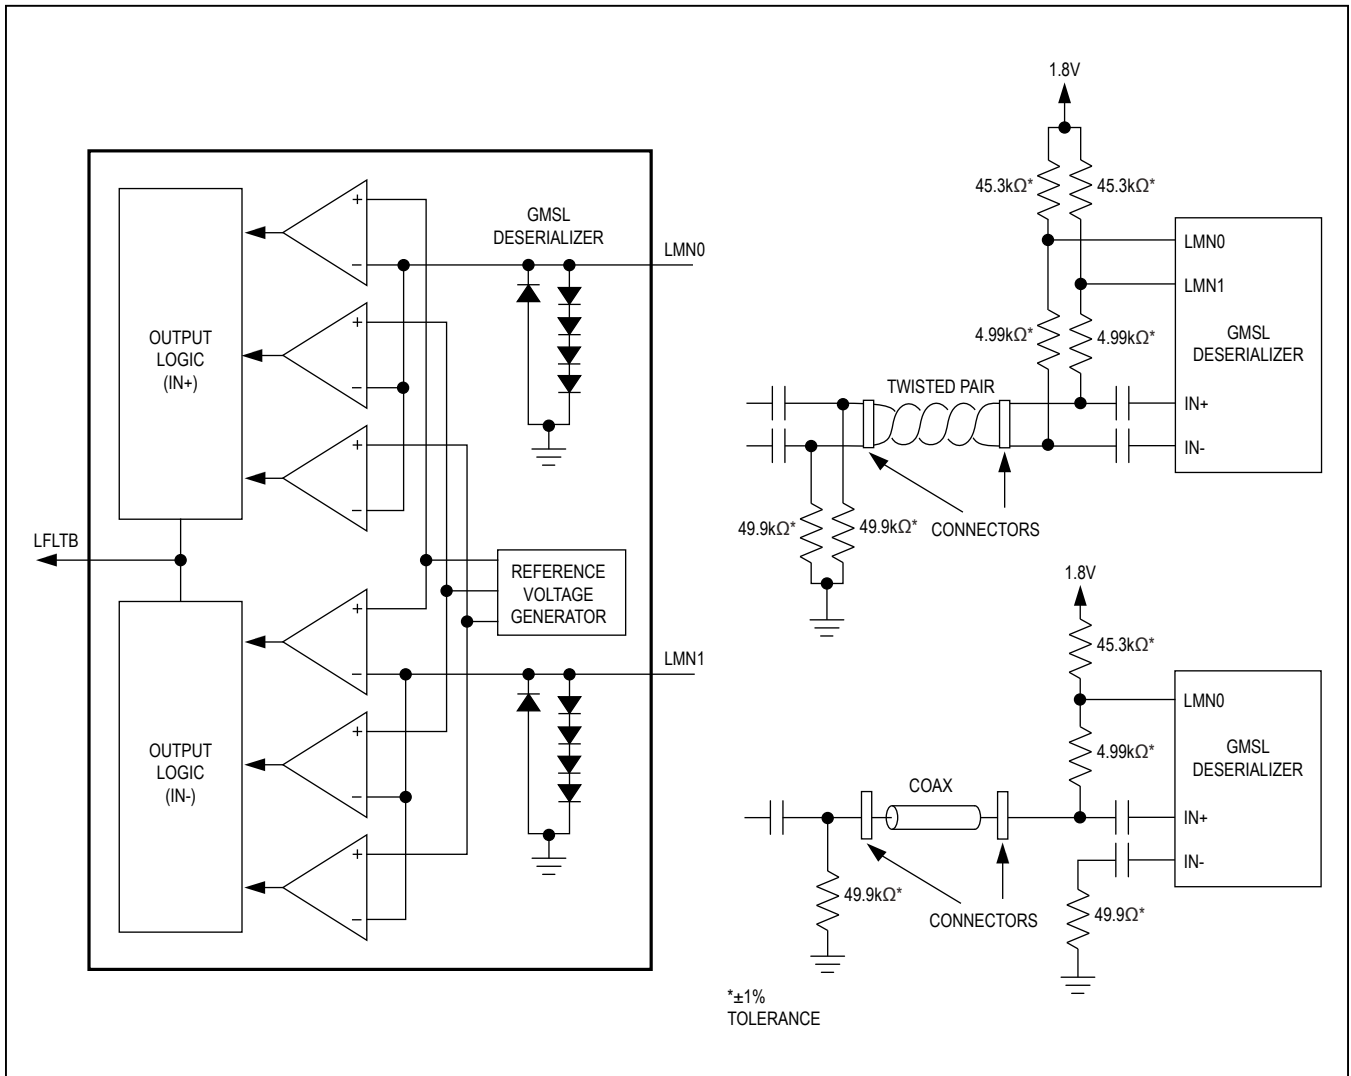 GMSL
DESERIALIZER
LMN0
+
−
+
−
+
−
OUTPUT
LOGIC
(IN+)
LFLTB
REFERENCE
VOLTAGE
GENERATOR
LMN1
+
−
+
−
+
−
OUTPUT
LOGIC
(IN-)
1.8V
45.3kΩ*
45.3kΩ*
LMN0
LMN1
4.99kΩ*
4.99kΩ*
GMSL
DESERIALIZER
TWISTED PAIR
IN+
IN-
49.9kΩ*
49.9kΩ*
CONNECTORS
1.8V
45.3kΩ*
LMN0
4.99kΩ*
GMSL
DESERIALIZER
COAX
IN+
IN-
49.9kΩ*
CONNECTORS
49.9Ω*
*±1%
TOLERANCE